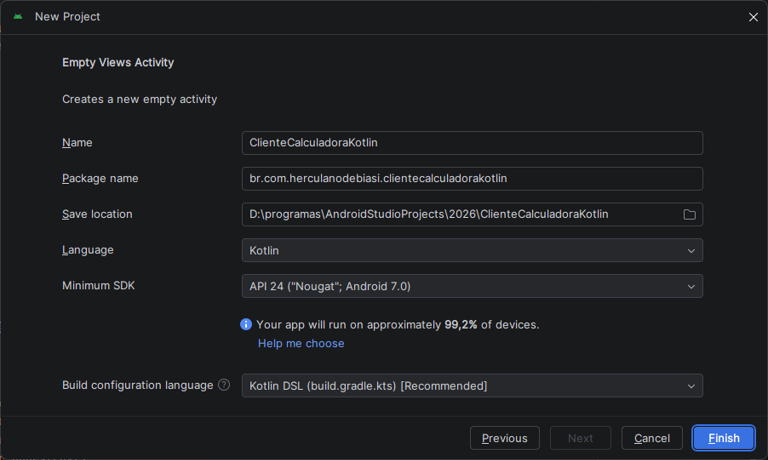 New Project
Empty Views Activity
Creates a new empty activity
Name ClienteCalculadoraKotlin
Package name br.com.herculanodebiasi.clientecalculadorakotlin
Save location D:\programas\AndroidStudioProjects\2026\ClienteCalculadoraKotlin
Language Kotlin
Minimum SDK API 24 ("Nougat"; Android 7.0)
Your app will run on approximately 99,2% of devices.
Help me choose
Build configuration language ? Kotlin DSL (build.gradle.kts) [Recommended]
Previous Next Cancel Finish